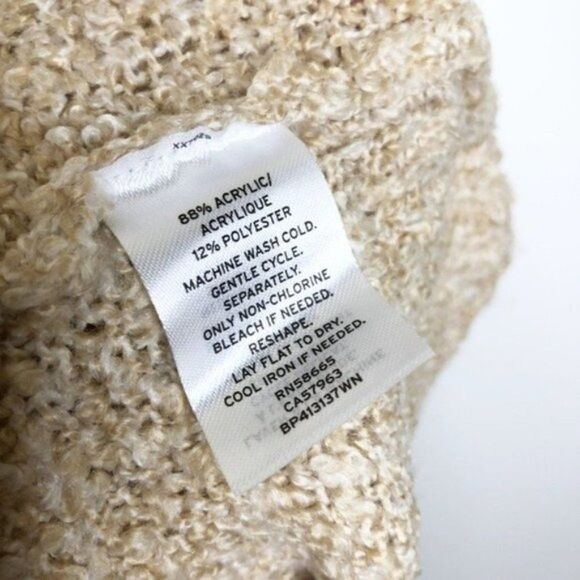 88% ACRYLIC/
ACRYLIQUE
12% POLYESTER
MACHINE WASH COLD.
GENTLE CYCLE.
SEPARATELY.
ONLY NON-CHLORINE
BLEACH IF NEEDED.
RESHAPE.
LAY FLAT TO DRY.
COOL IRON IF NEEDED.
RN58665
CA57963
BP413137WN